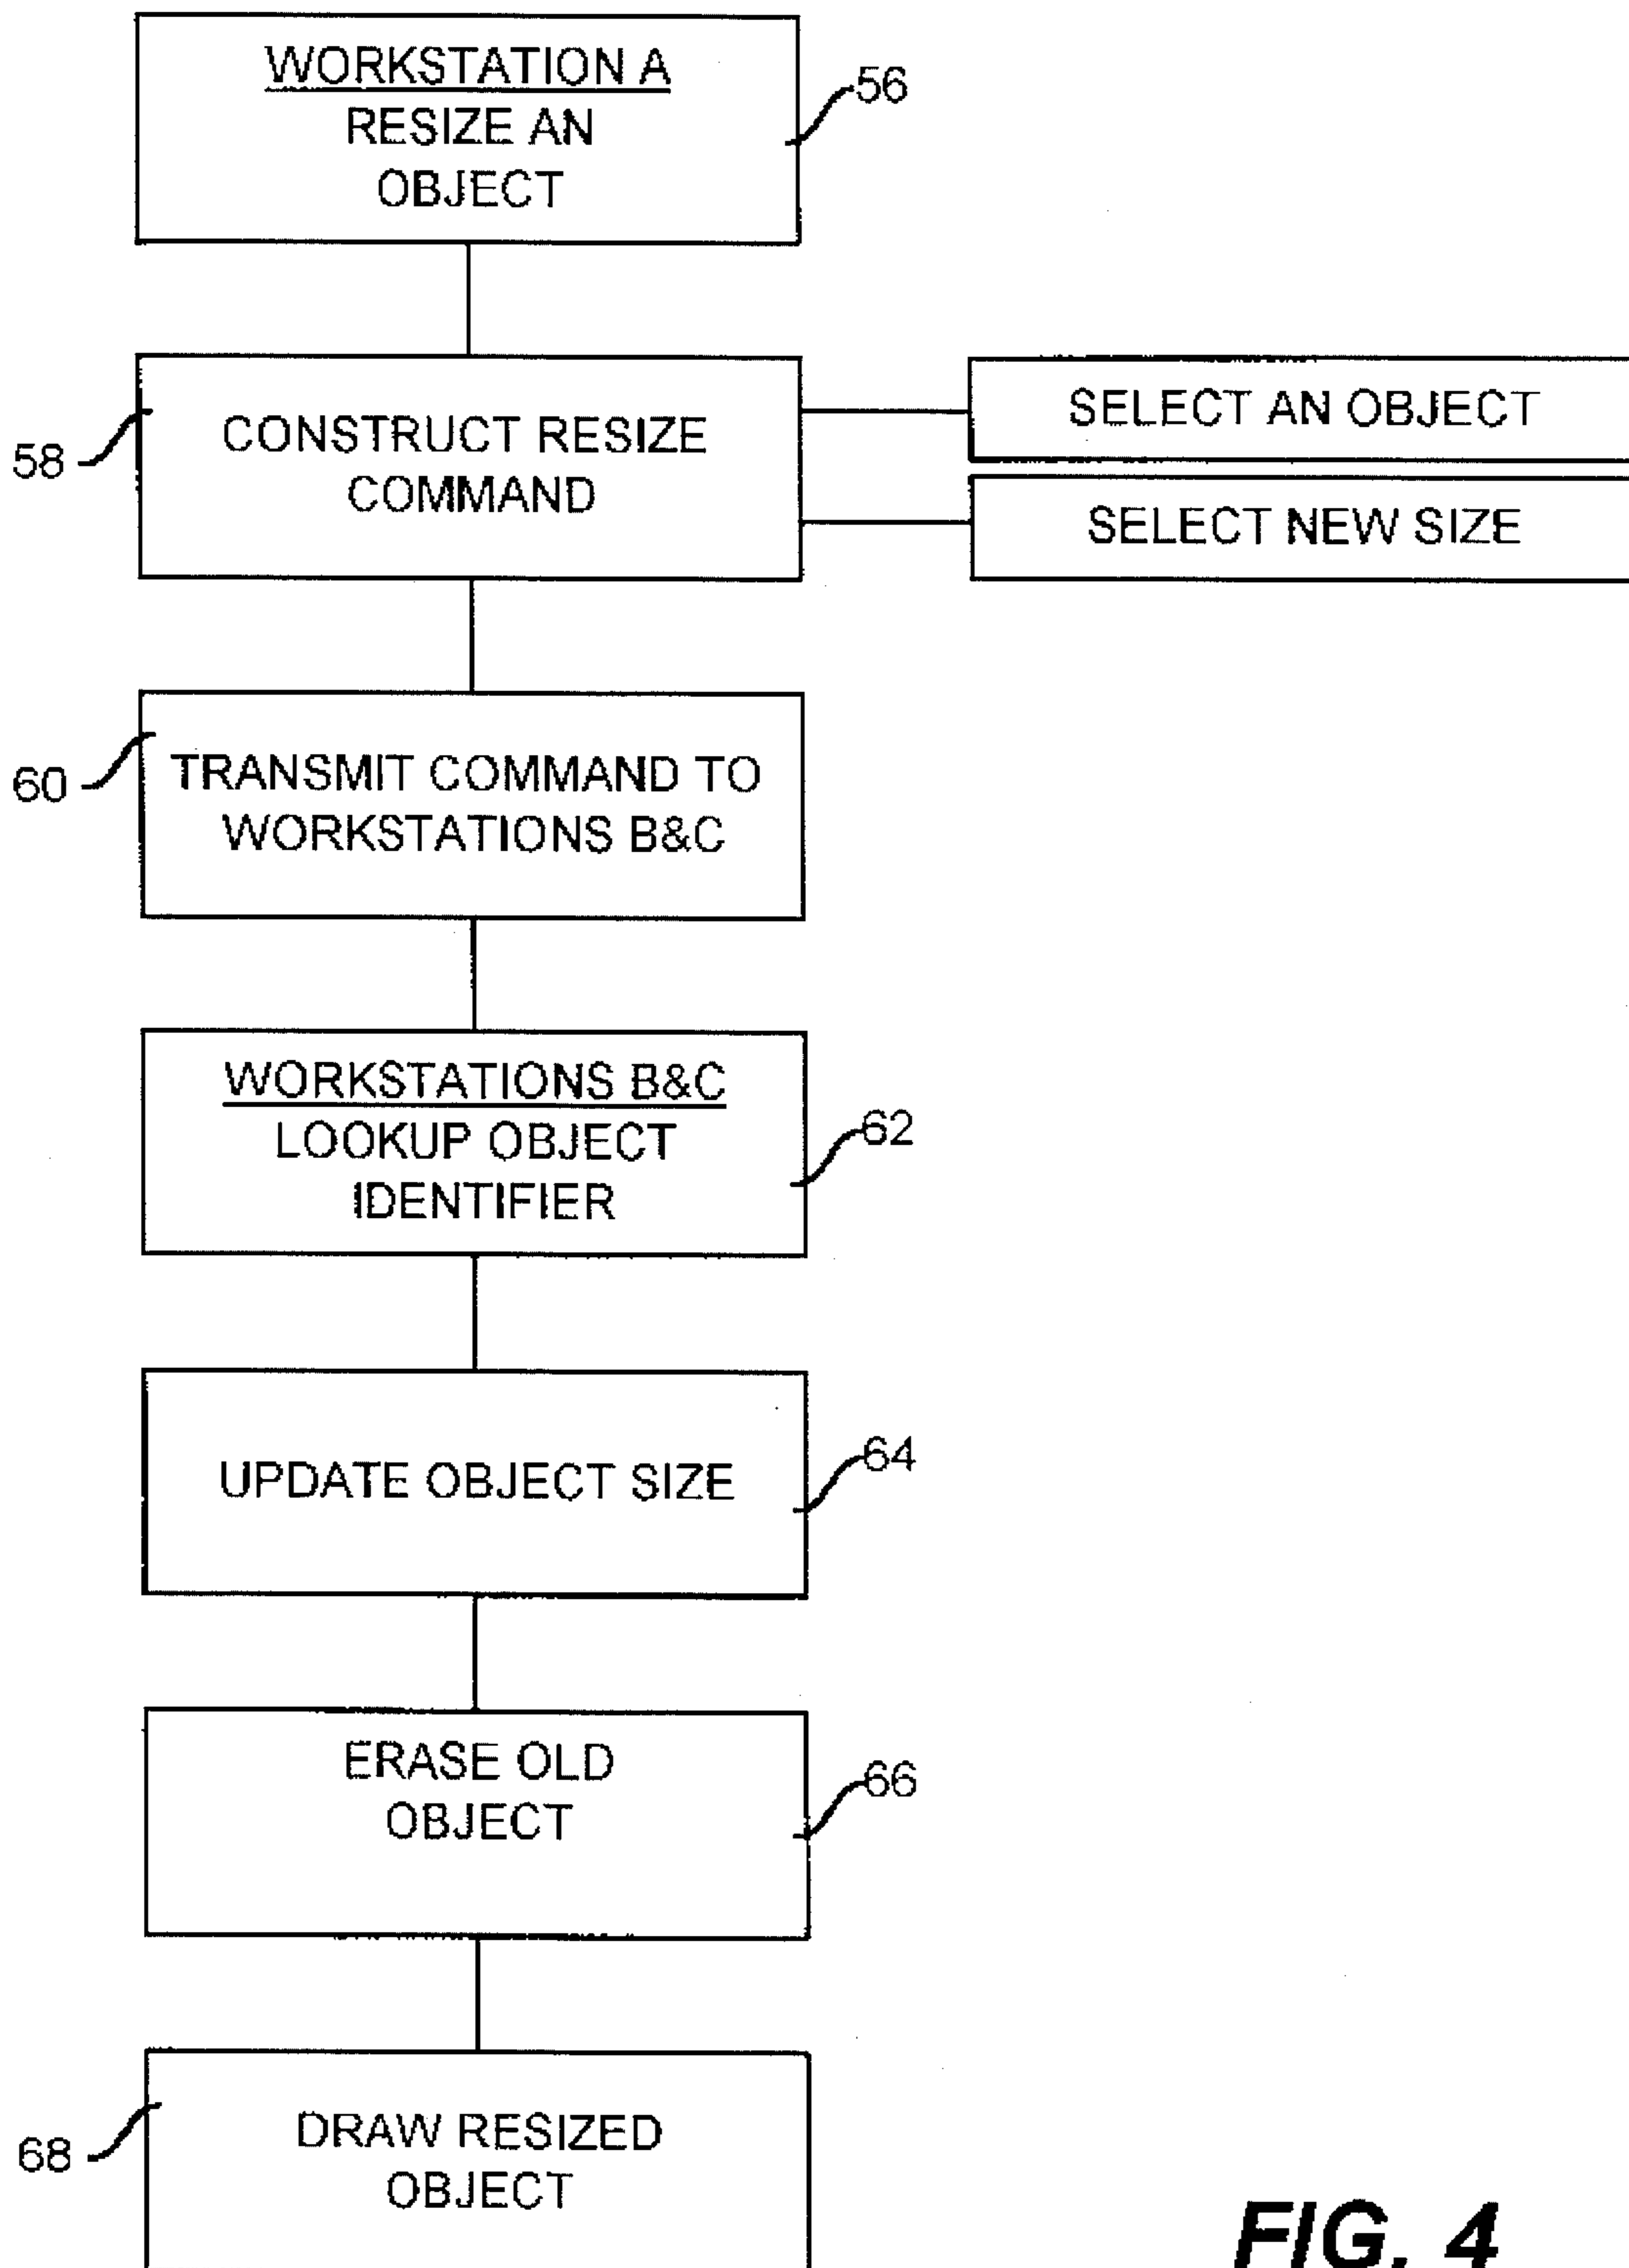 WORKSTATION A
RESIZE AN
OBJECT
56
58
CONSTRUCT RESIZE
COMMAND
SELECT AN OBJECT
SELECT NEW SIZE
60
TRANSMIT COMMAND TO
WORKSTATIONS B&C
WORKSTATIONS B&C
LOOKUP OBJECT
IDENTIFIER
62
UPDATE OBJECT SIZE
64
ERASE OLD
OBJECT
66
68
DRAW RESIZED
OBJECT
FIG. 4